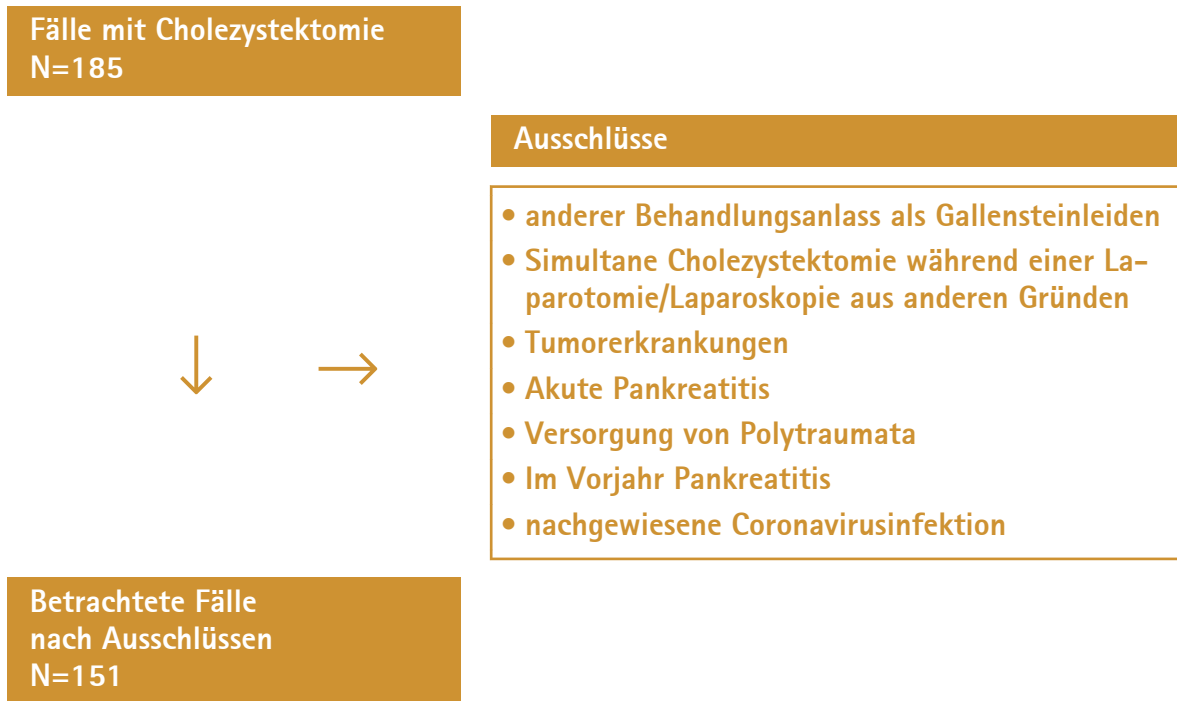 Fälle mit Cholezystektomie
N=185
Ausschlüsse
• anderer Behandlungsanlass als Gallensteinleiden
• Simultane Cholezystektomie während einer La-
parotomie/Laparoskopie aus anderen Gründen
• Tumorerkrankungen
• Akute Pankreatitis
• Versorgung von Polytraumata
• Im Vorjahr Pankreatitis
• nachgewiesene Coronavirusinfektion
Betrachtete Fälle
nach Ausschlüssen
N=151